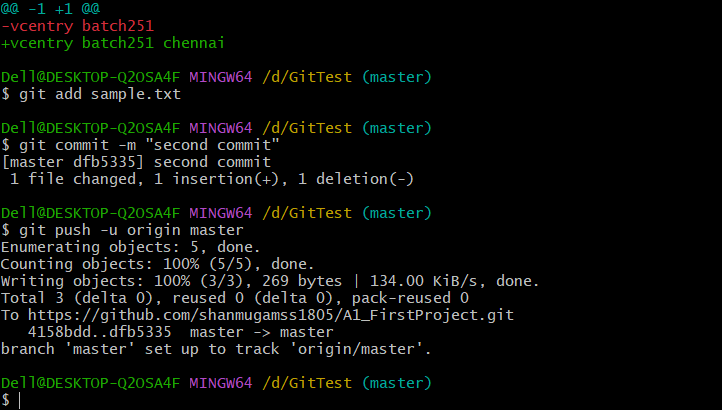 @@ -1 +1 @@
-vcentry batch251
+vcentry batch251 chennai
Dell@DESKTOP-Q2OSA4F MINGW64 /d/GitTest (master)
$ git add sample.txt
Dell@DESKTOP-Q2OSA4F MINGW64 /d/GitTest (master)
$ git commit -m "second commit"
[master dfb5335] second commit
 1 file changed, 1 insertion(+), 1 deletion(-)
Dell@DESKTOP-Q2OSA4F MINGW64 /d/GitTest (master)
$ git push -u origin master
Enumerating objects: 5, done.
Counting objects: 100% (5/5), done.
Writing objects: 100% (3/3), 269 bytes | 134.00 KiB/s, done.
Total 3 (delta 0), reused 0 (delta 0), pack-reused 0
To https://github.com/shanmugamss1805/A1_FirstProject.git
   4158bdd..dfb5335  master -> master
branch 'master' set up to track 'origin/master'.
Dell@DESKTOP-Q2OSA4F MINGW64 /d/GitTest (master)
$